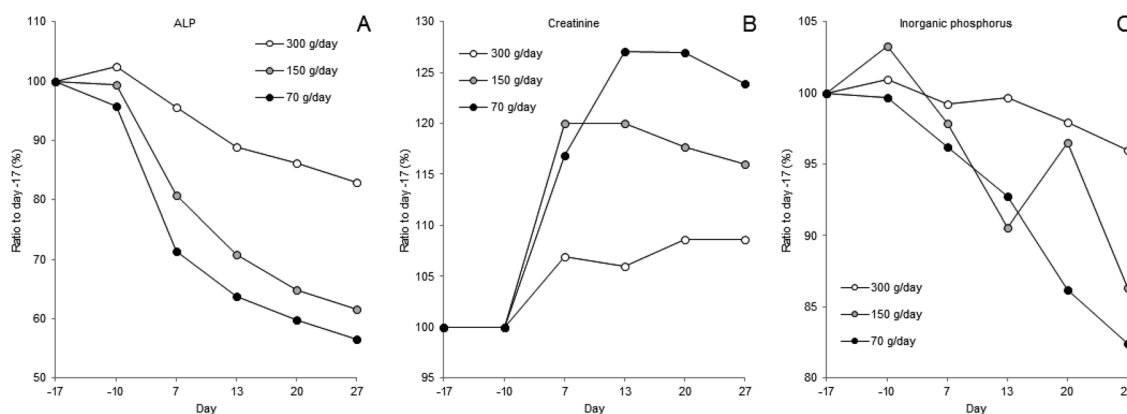 ALP
A
300 g/day
150 g/day
70 g/day
Ratio to day -17 (%)
110
100
90
80
70
60
50
-17
-10
7
13
20
27
Day
Creatinine
B
300 g/day
150 g/day
70 g/day
Ratio to day -17 (%)
130
125
120
115
110
105
100
95
-17
-10
7
13
20
27
Day
Inorganic phosphorus
C
300 g/day
150 g/day
70 g/day
Ratio to day -17 (%)
105
100
95
90
85
80
-17
-10
7
13
20
Day